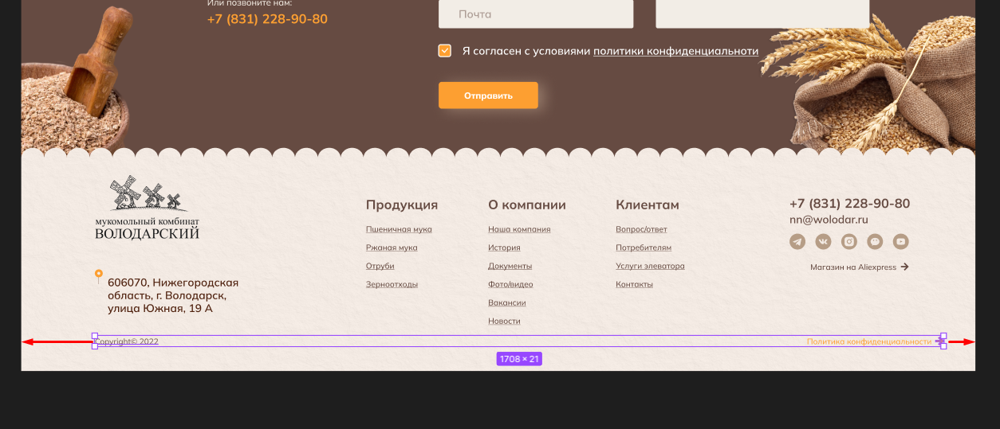 Или позвоните нам:
+7 (831) 228-90-80
Почта
Я согласен с условиями политики конфиденциальноти
Отправить
мукомольный комбинат
ВОЛОДАРСКИЙ
606070, Нижегородская
область, г. Володарск,
улица Южная, 19 А
Продукция
Пшеничная мука
Ржаная мука
Отруби
Зерноотходы
О компании
Наша компания
История
Документы
Фото/видео
Вакансии
Новости
Клиентам
Вопрос/ответ
Потребителям
Услуги элеватора
Контакты
+7 (831) 228-90-80
nn@wolodar.ru
Магазин на Aliexpress
Copyright© 2022
Политика конфиденциальности
1708 × 21